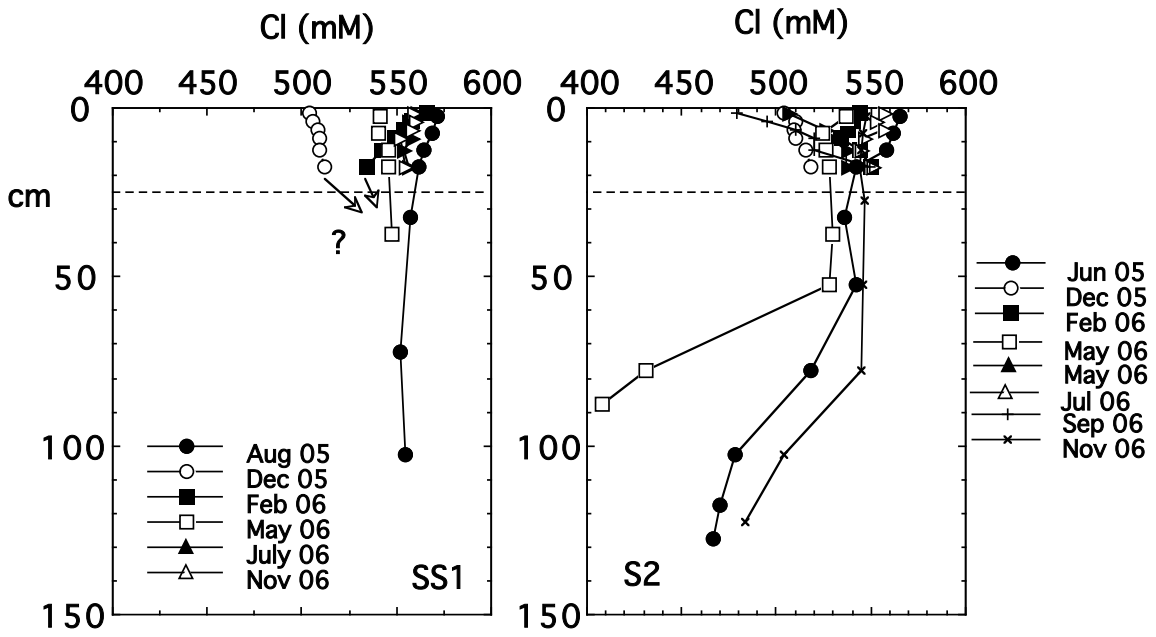 Cl (mM)
Cl (mM)
400 450 500 550 600
400 450 500 550 600
0
cm
?
50
100
150
Aug 05
Dec 05
Feb 06
May 06
July 06
Nov 06
SS1
0
50
100
150
S2
Jun 05
Dec 05
Feb 06
May 06
May 06
Jul 06
Sep 06
Nov 06